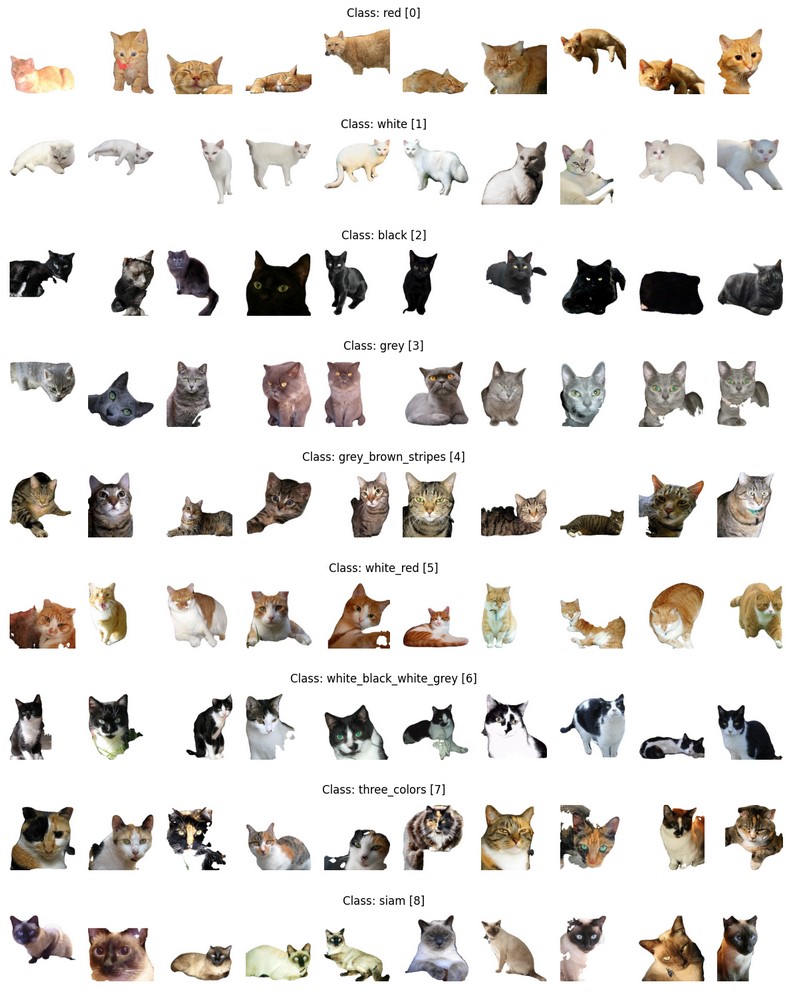 Class: red [0]
Class: white [1]
Class: black [2]
Class: grey [3]
Class: grey_brown_stripes [4]
Class: white_red [5]
Class: white_black_white_grey [6]
Class: three_colors [7]
Class: siam [8]